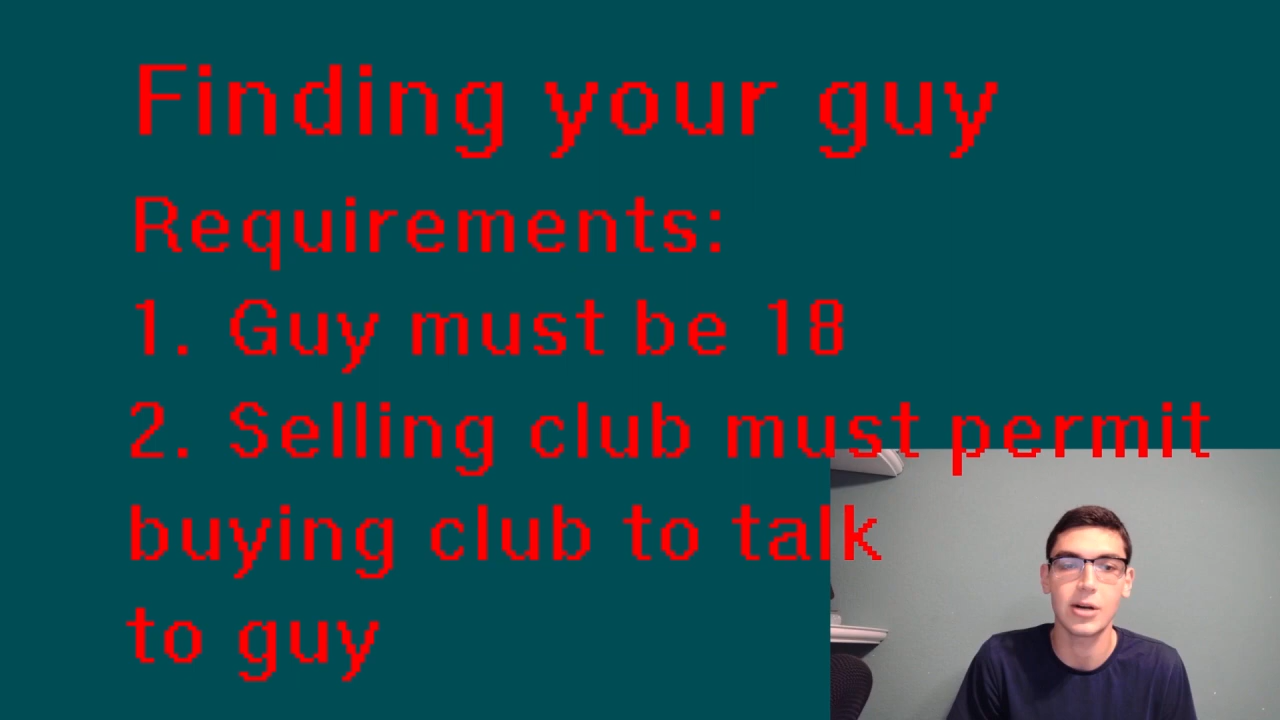 Finding your guy
Requirements:
1. Guy must be 18
2. Selling club must permit
buying club to talk
to guy